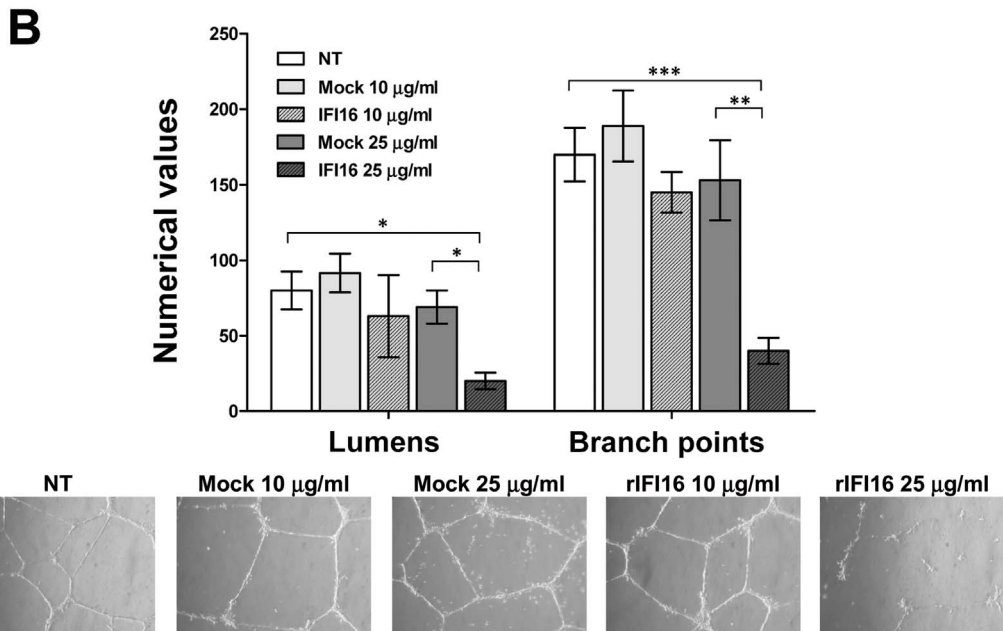 B
250
200
150
100
50
0
Numerical values
NT
Mock 10 μg/ml
IFI16 10 μg/ml
Mock 25 μg/ml
IFI16 25 μg/ml
*
*
***
**
Lumens
Branch points
NT
Mock 10 μg/ml
Mock 25 μg/ml
rIFI16 10 μg/ml
rIFI16 25 μg/ml